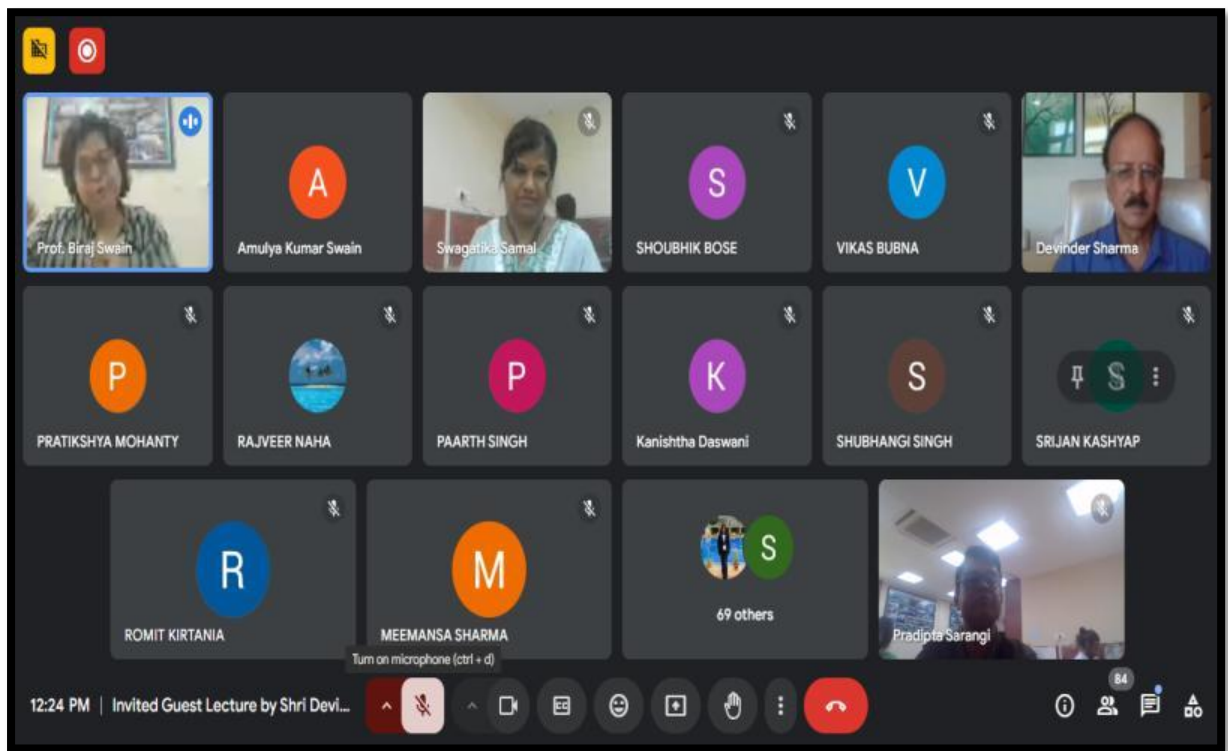 Prof. Biraj Swain
A
Amulya Kumar Swain
Swagatika Samal
S
SHOUBHIK BOSE
V
VIKAS BUBNA
Devinder Sharma
P
PRATIKSHYA MOHANTY
RAJVEER NAHA
P
PAARTH SINGH
K
Kanishtha Daswani
S
SHUBHANGI SINGH
S
SRIJAN KASHYAP
R
ROMIT KIRTANIA
M
MEEMANSA SHARMA
S
69 others
Pradipta Sarangi
Turn on microphone (ctrl + d)
12:24 PM | Invited Guest Lecture by Shri Devi...
CC
84